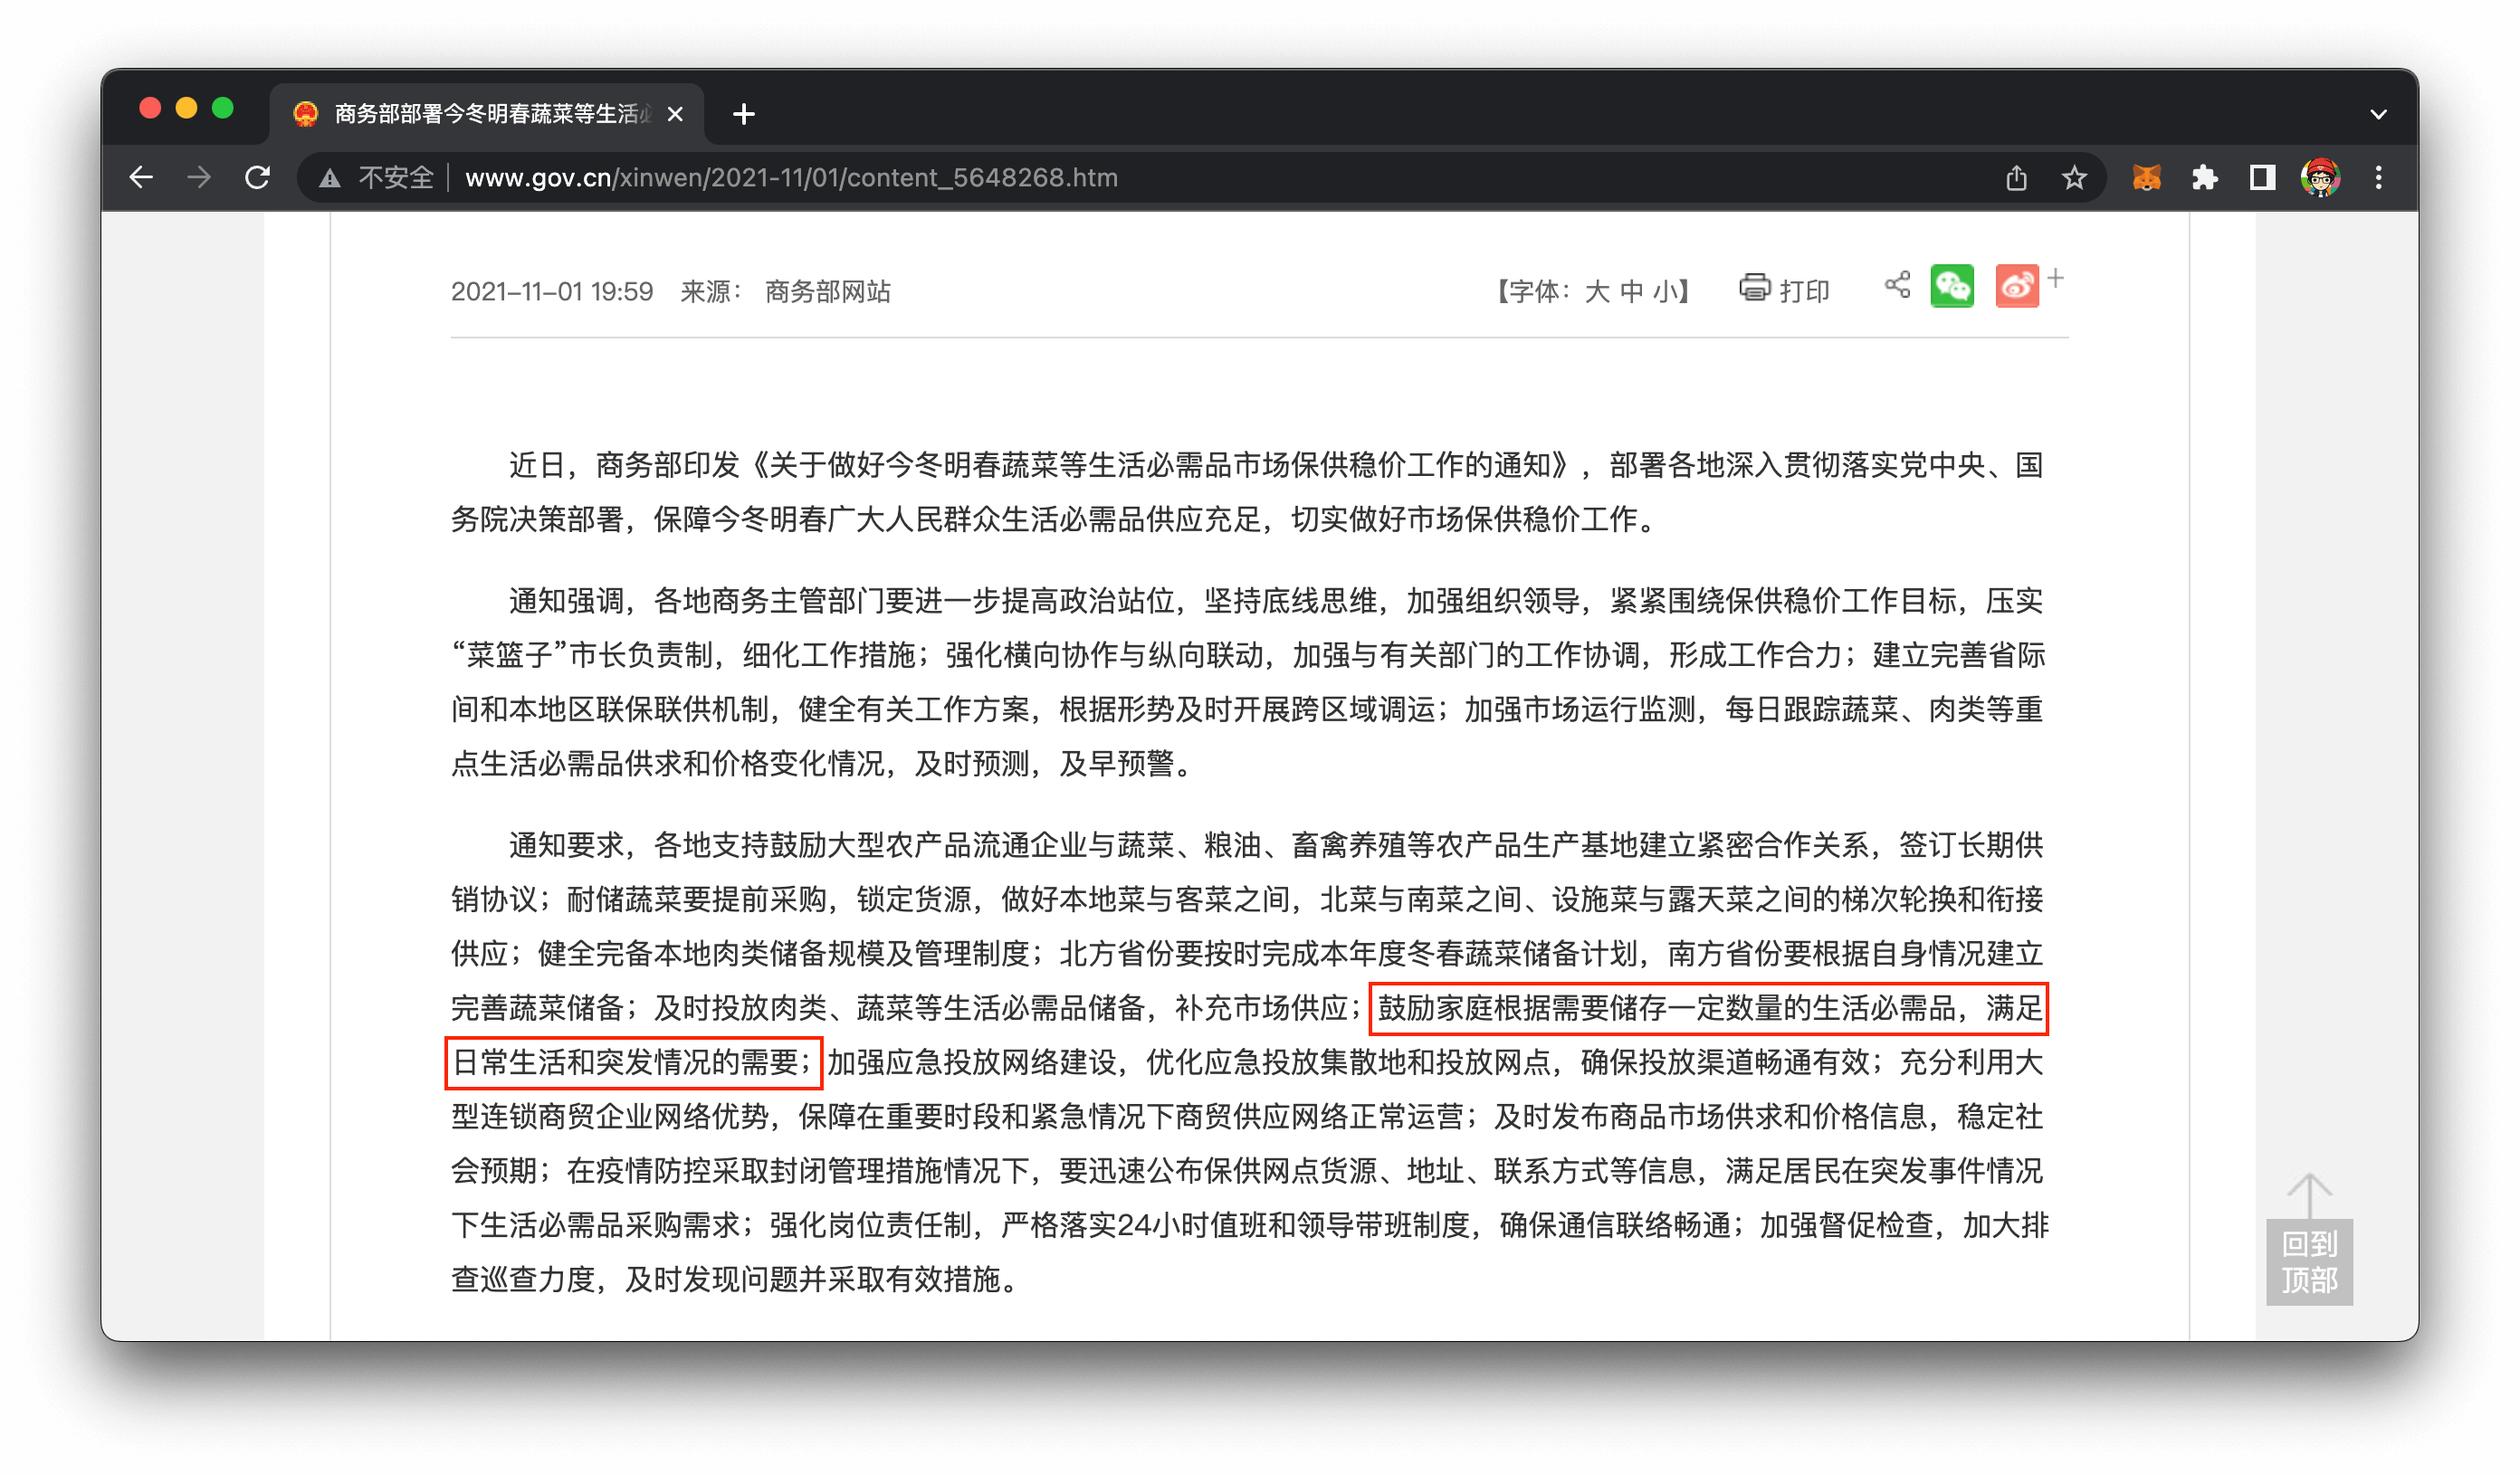 商务部部署今冬明春蔬菜等生活
不安全 www.gov.cn/xinwen/2021-11/01/content_5648268.htm
2021-11-01 19:59 来源： 商务部网站 【字体：大 中 小】 打印
近日，商务部印发《关于做好今冬明春蔬菜等生活必需品市场保供稳价工作的通知》，部署各地深入贯彻落实党中央、国
务院决策部署，保障今冬明春广大人民群众生活必需品供应充足，切实做好市场保供稳价工作。
通知强调，各地商务主管部门要进一步提高政治站位，坚持底线思维，加强组织领导，紧紧围绕保供稳价工作目标，压实
“菜篮子”市长负责制，细化工作措施；强化横向协作与纵向联动，加强与有关部门的工作协调，形成工作合力；建立完善省际
间和本地区联保联供机制，健全有关工作方案，根据形势及时开展跨区域调运；加强市场运行监测，每日跟踪蔬菜、肉类等重
点生活必需品供求和价格变化情况，及时预测，及早预警。
通知要求，各地支持鼓励大型农产品流通企业与蔬菜、粮油、畜禽养殖等农产品生产基地建立紧密合作关系，签订长期供
销协议；耐储蔬菜要提前采购，锁定货源，做好本地菜与客菜之间，北菜与南菜之间、设施菜与露天菜之间的梯次轮换和衔接
供应；健全完备本地肉类储备规模及管理制度；北方省份要按时完成本年度冬春蔬菜储备计划，南方省份要根据自身情况建立
完善蔬菜储备；及时投放肉类、蔬菜等生活必需品储备，补充市场供应；鼓励家庭根据需要储存一定数量的生活必需品，满足
日常生活和突发情况的需要；加强应急投放网络建设，优化应急投放集散地和投放网点，确保投放渠道畅通有效；充分利用大
型连锁商贸企业网络优势，保障在重要时段和紧急情况下商贸供应网络正常运营；及时发布商品市场供求和价格信息，稳定社
会预期；在疫情防控采取封闭管理措施情况下，要迅速公布保供网点货源、地址、联系方式等信息，满足居民在突发事件情况
下生活必需品采购需求；强化岗位责任制，严格落实24小时值班和领导带班制度，确保通信联络畅通；加强督促检查，加大排
查巡查力度，及时发现问题并采取有效措施。
回到
顶部